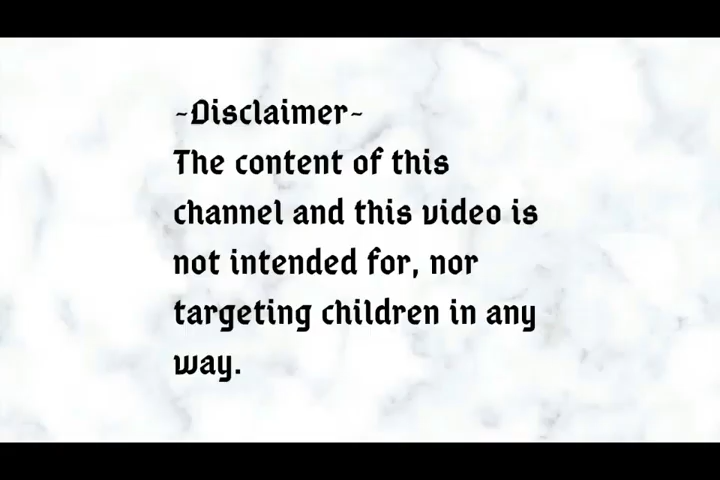 ~Disclaimer~
The content of this
channel and this video is
not intended for, nor
targeting children in any
way.